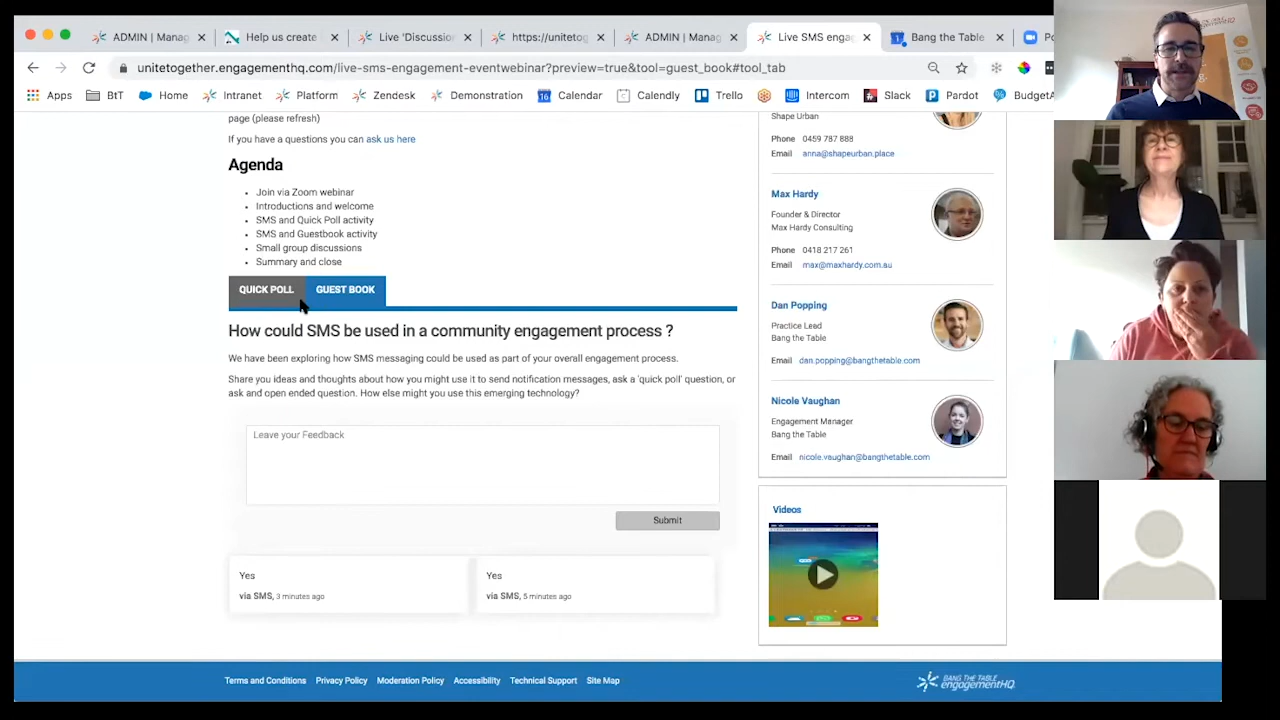 ADMIN | Manag
Help us create
Live 'Discussion
https://unitetog
ADMIN | Manag
Live SMS engag
Bang the Table
Po
unitetogether.engagementhq.com/live-sms-engagement-eventwebinar?preview=true&tool=guest_book#tool_tab
Apps
BtT
Home
Intranet
Platform
Zendesk
Demonstration
Calendar
Calendly
Trello
Intercom
Slack
Pardot
BudgetA
page (please refresh)
If you have a questions you can ask us here
Agenda
Join via Zoom webinar
Introductions and welcome
SMS and Quick Poll activity
SMS and Guestbook activity
Small group discussions
Summary and close
QUICK POLL
GUEST BOOK
How could SMS be used in a community engagement process ?
We have been exploring how SMS messaging could be used as part of your overall engagement process.
Share you ideas and thoughts about how you might use it to send notification messages, ask a 'quick poll' question, or
ask and open ended question. How else might you use this emerging technology?
Leave your Feedback
Submit
Yes
via SMS, 3 minutes ago
Yes
via SMS, 5 minutes ago
Shape Urban
Phone 0459 787 888
Email anna@shapeurban.place
Max Hardy
Founder & Director
Max Hardy Consulting
Phone 0418 217 261
Email max@maxhardy.com.au
Dan Popping
Practice Lead
Bang the Table
Email dan.popping@bangthetable.com
Nicole Vaughan
Engagement Manager
Bang the Table
Email nicole.vaughan@bangthetable.com
Videos
Terms and Conditions
Privacy Policy
Moderation Policy
Accessibility
Technical Support
Site Map
BANG THE TABLE
engagementHQ